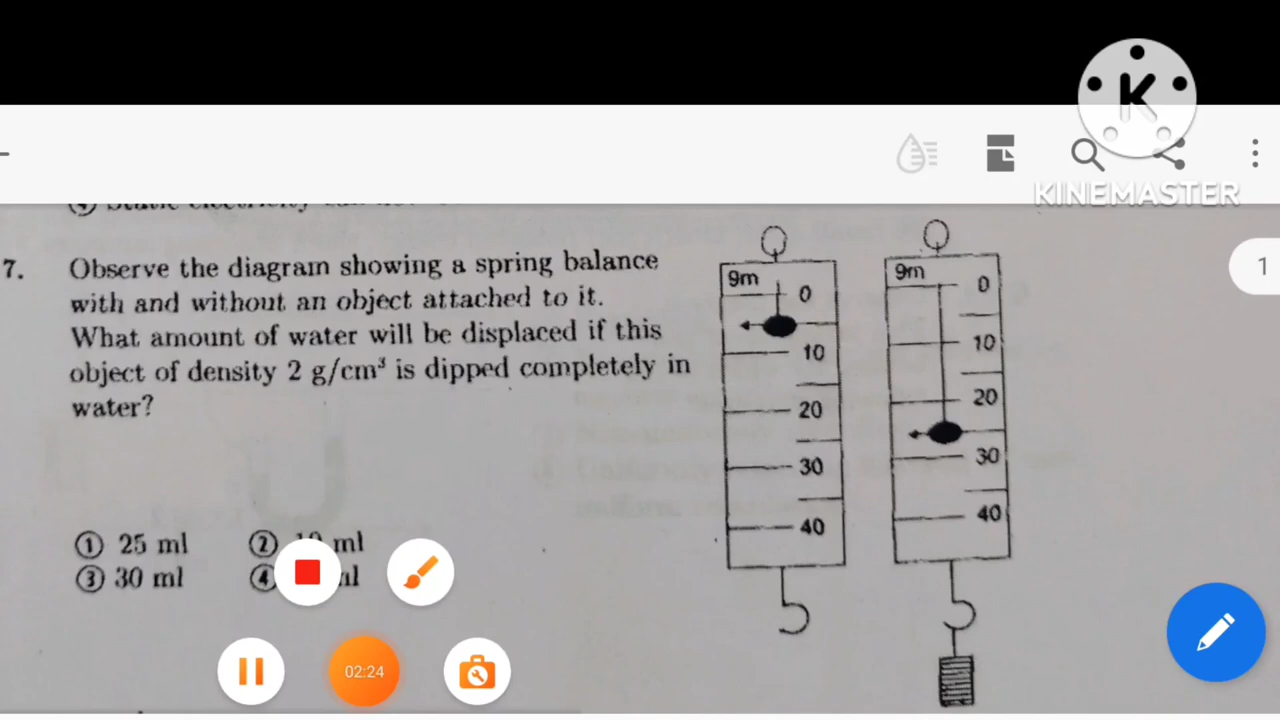 KINEMASTER
1
7. Observe the diagram showing a spring balance
with and without an object attached to it.
What amount of water will be displaced if this
object of density 2 g/cm³ is dipped completely in
water?
① 25 ml ② ml
③ 30 ml ④
gm
0
10
20
30
40
gm
0
10
20
30
40
02:24